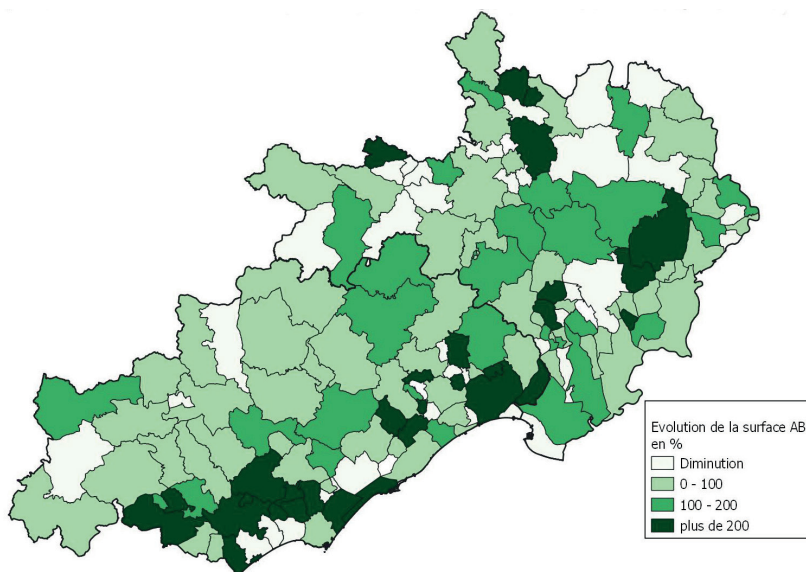 Evolution de la surface AB
en %
Diminution
0 - 100
100 - 200
plus de 200